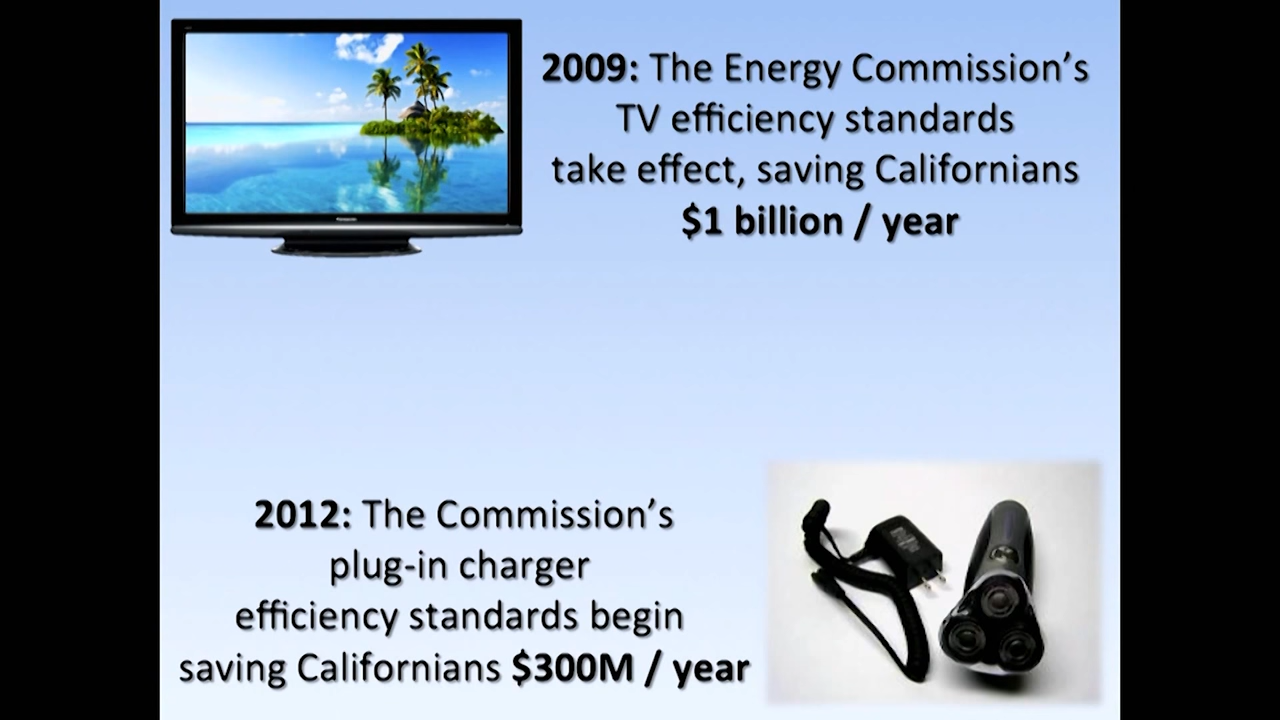 2009: The Energy Commission’s
TV efficiency standards
take effect, saving Californians
$1 billion / year
Panasonic
2012: The Commission’s
plug-in charger
efficiency standards begin
saving Californians $300M / year